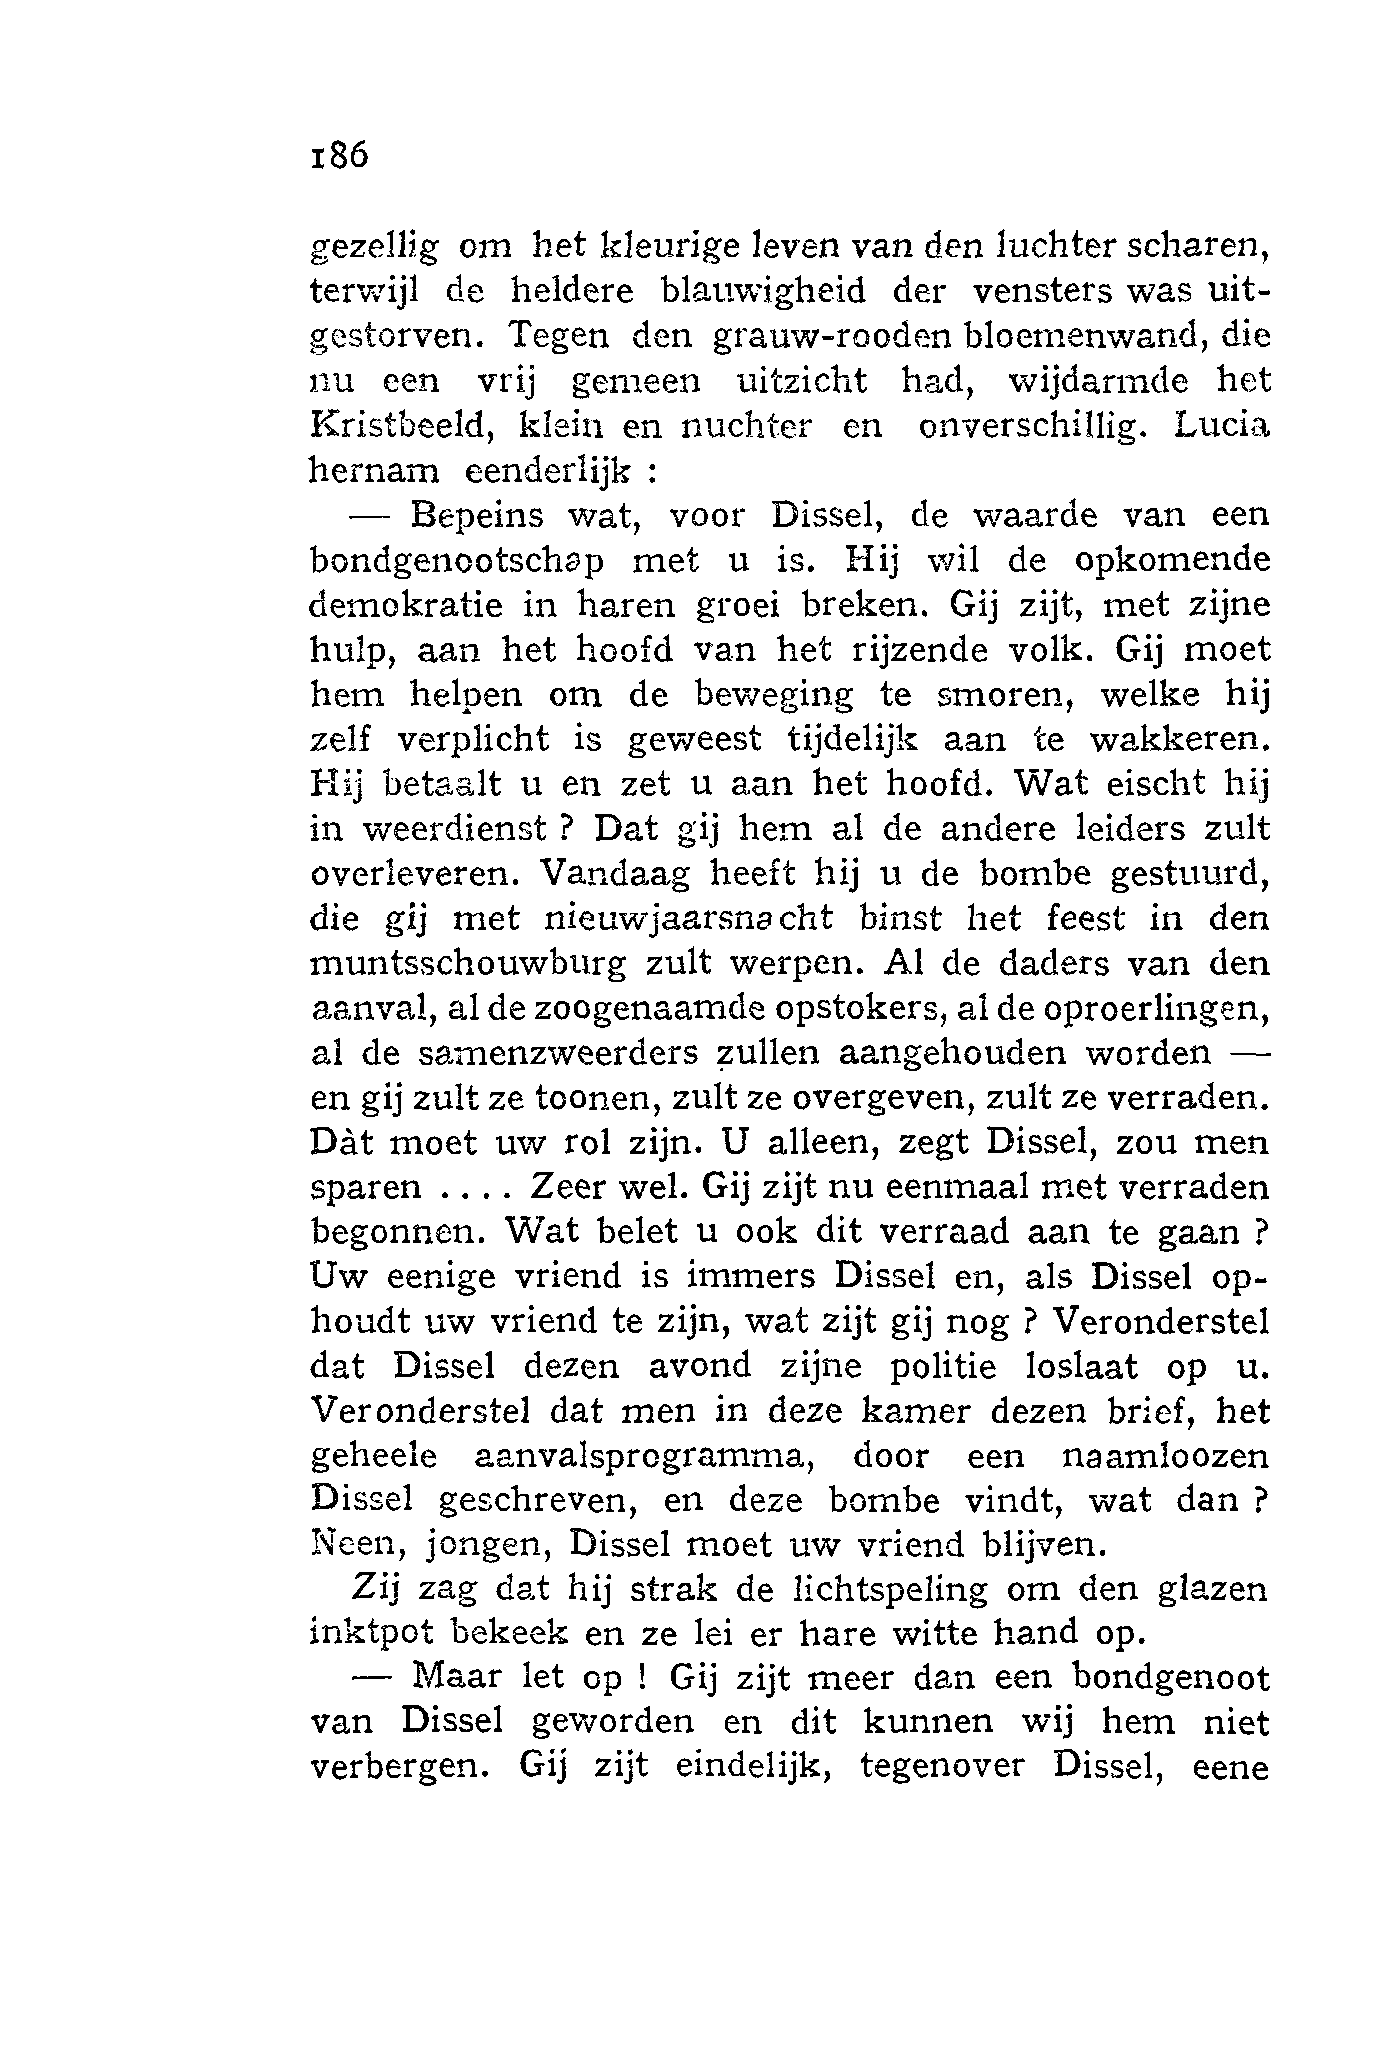 186
gezellig om het kleurige leven van den luchter scharen,
terwijl de heldere blauwigheid der vensters was uit-
gestorven. Tegen den grauw-rooden bloemenwand, die
nu een vrij gemeen uitzicht had, wijdarmde het
Kristbeeld, klein en nuchter en onverschillig. Lucia
hernam eenderlijk :
— Bepeins wat, voor Dissel, de waarde van een
bondgenootschap met u is. Hij wil de opkomende
demokratie in haren groei breken. Gij zijt, met zijne
hulp, aan het hoofd van het rijzende volk. Gij moet
hem helpen om de beweging te smoren, welke hij
zelf verplicht is geweest tijdelijk aan te wakkeren.
Hij betaalt u en zet u aan het hoofd. Wat eischt hij
in weerdienst ? Dat gij hem al de andere leiders zult
overleveren. Vandaag heeft hij u de bombe gestuurd,
die gij met nieuwjaarsnacht binst het feest in den
muntsschouwburg zult werpen. Al de daders van den
aanval, al de zoogenaamde opstokers, al de oproerlingen,
al de samenzweerders zullen aangehouden worden —
en gij zult ze toonen, zult ze overgeven, zult ze verraden.
Dàt moet uw rol zijn. U alleen, zegt Dissel, zou men
sparen .... Zeer wel. Gij zijt nu eenmaal met verraden
begonnen. Wat belet u ook dit verraad aan te gaan ?
Uw eenige vriend is immers Dissel en, als Dissel op-
houdt uw vriend te zijn, wat zijt gij nog ? Veronderstel
dat Dissel dezen avond zijne politie loslaat op u.
Veronderstel dat men in deze kamer dezen brief, het
geheele aanvalsprogramma, door een naamloozen
Dissel geschreven, en deze bombe vindt, wat dan ?
Neen, jongen, Dissel moet uw vriend blijven.
Zij zag dat hij strak de lichtspeling om den glazen
inktpot bekeek en ze lei er hare witte hand op.
— Maar let op ! Gij zijt meer dan een bondgenoot
van Dissel geworden en dit kunnen wij hem niet
verbergen. Gij zijt eindelijk, tegenover Dissel, eene